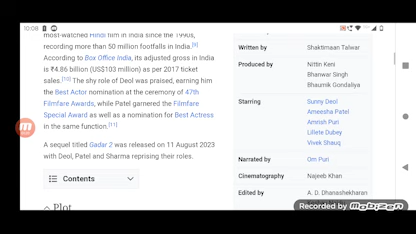 10:08
most-watched Hindi film in India since the 1990s,
recording more than 50 million footfalls in India.[9]
According to Box Office India, its adjusted gross in India
is ₹4.86 billion (US$103 million) as per 2017 ticket
sales.[10] The shy role of Deol was praised, earning him
the Best Actor nomination at the ceremony of 47th
Filmfare Awards, while Patel garnered the Filmfare
Special Award as well as a nomination for Best Actress
in the same function.[11]
A sequel titled Gadar 2 was released on 11 August 2023
with Deol, Patel and Sharma reprising their roles.
Contents
Plot
Written by Shaktimaan Talwar
Produced by Nittin Keni
Bhanwar Singh
Bhaumik Gondaliya
Starring Sunny Deol
Ameesha Patel
Amrish Puri
Lillete Dubey
Vivek Shauq
Narrated by Om Puri
Cinematography Najeeb Khan
Edited by A. D. Dhanashekharan
Recorded by Mobizen